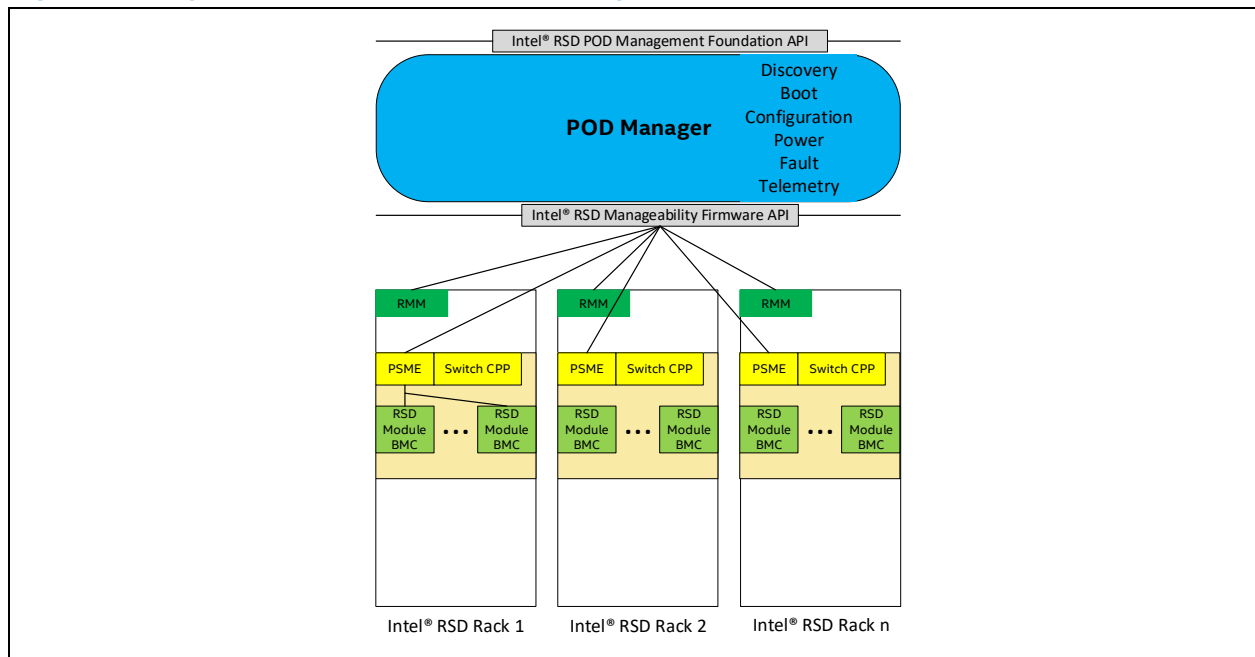 Intel® RSD POD Management Foundation API
POD Manager
Discovery
Boot
Configuration
Power
Fault
Telemetry
Intel® RSD Manageability Firmware API
RMM
RMM
RMM
PSME
Switch CPP
PSME
Switch CPP
PSME
Switch CPP
RSD
Module
BMC
...
RSD
Module
BMC
RSD
Module
BMC
...
RSD
Module
BMC
RSD
Module
BMC
...
RSD
Module
BMC
Intel® RSD Rack 1
Intel® RSD Rack 2
Intel® RSD Rack n